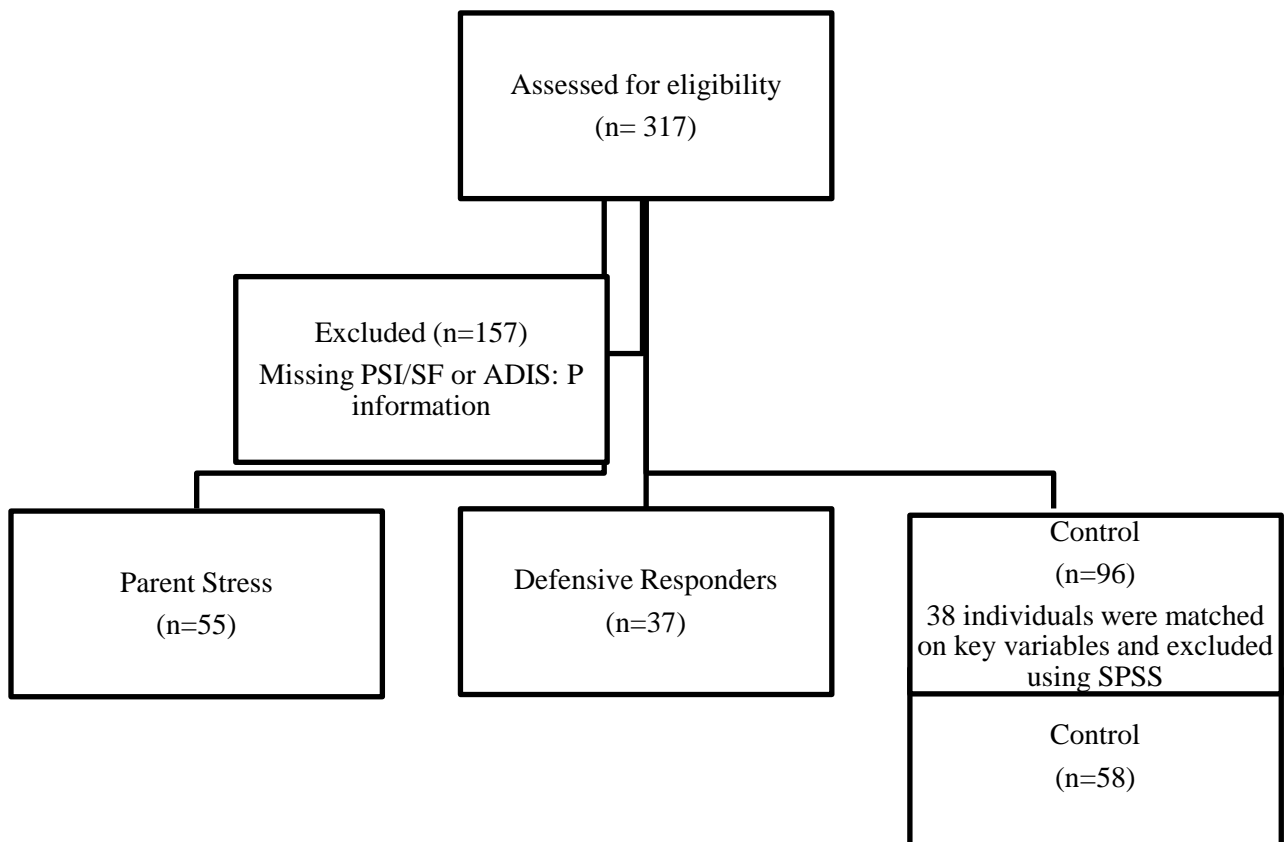 Assessed for eligibility
(n= 317)
Excluded (n=157)
Missing PSI/SF or ADIS: P
information
Parent Stress
(n=55)
Defensive Responders
(n=37)
Control
(n=96)
38 individuals were matched
on key variables and excluded
using SPSS
Control
(n=58)